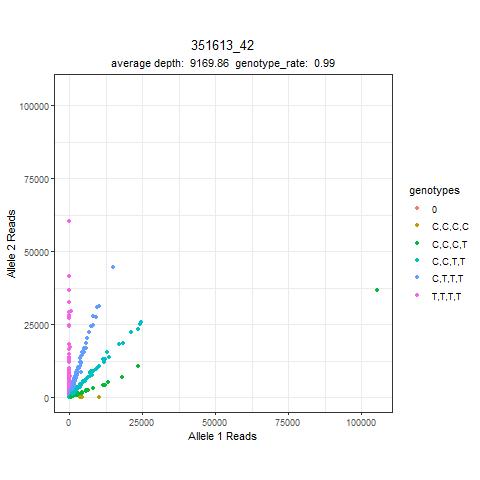 351613_42
average depth: 9169.86 genotype_rate: 0.99
100000
75000
50000
25000
0
Allele 2 Reads
0 25000 50000 75000 100000
Allele 1 Reads
genotypes
0
C,C,C,C
C,C,C,T
C,C,T,T
C,T,T,T
T,T,T,T